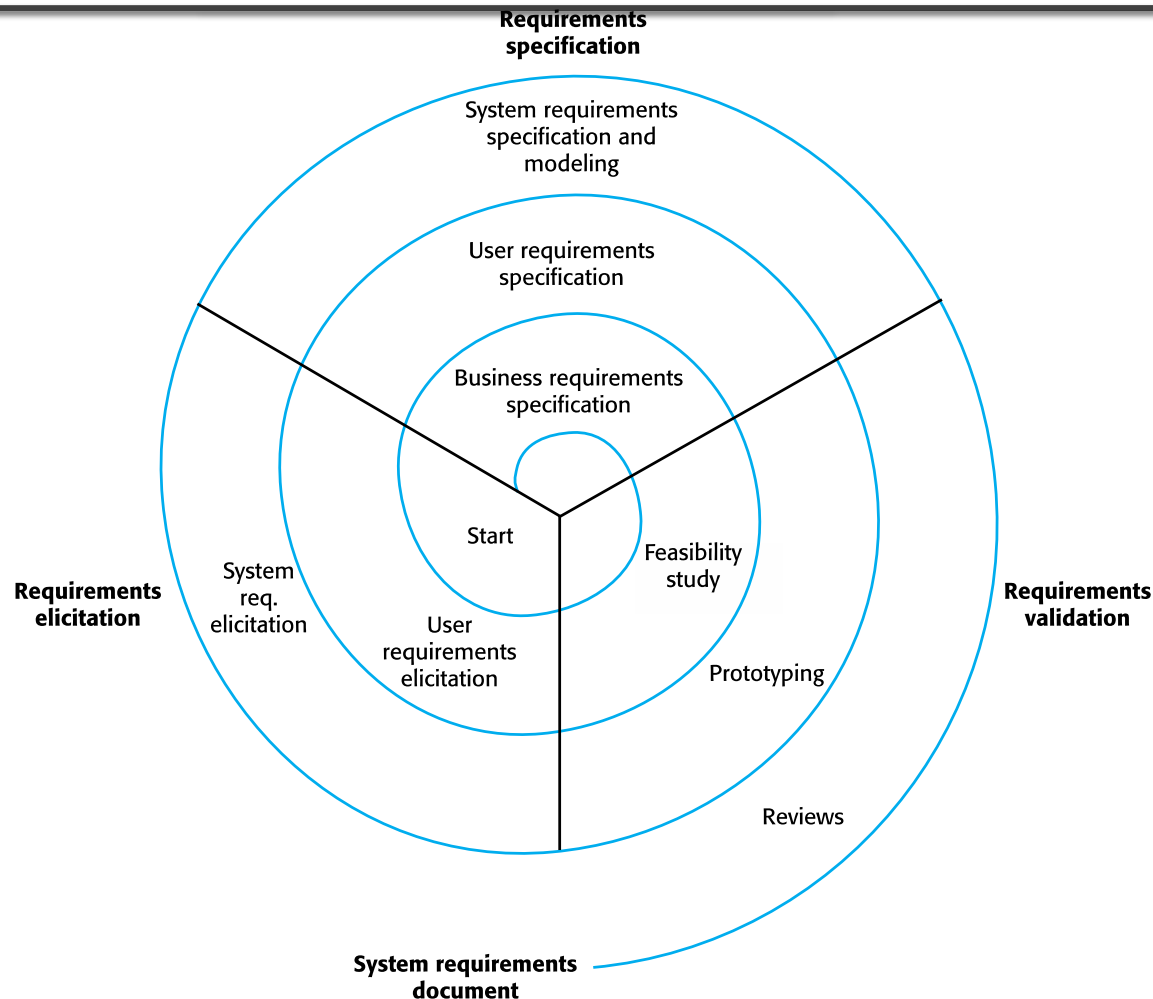 Requirements
specification
System requirements
specification and
modeling
User requirements
specification
Business requirements
specification
Start
Feasibility
study
System
req.
elicitation
Requirements
elicitation
Requirements
validation
User
requirements
elicitation
Prototyping
Reviews
System requirements
document